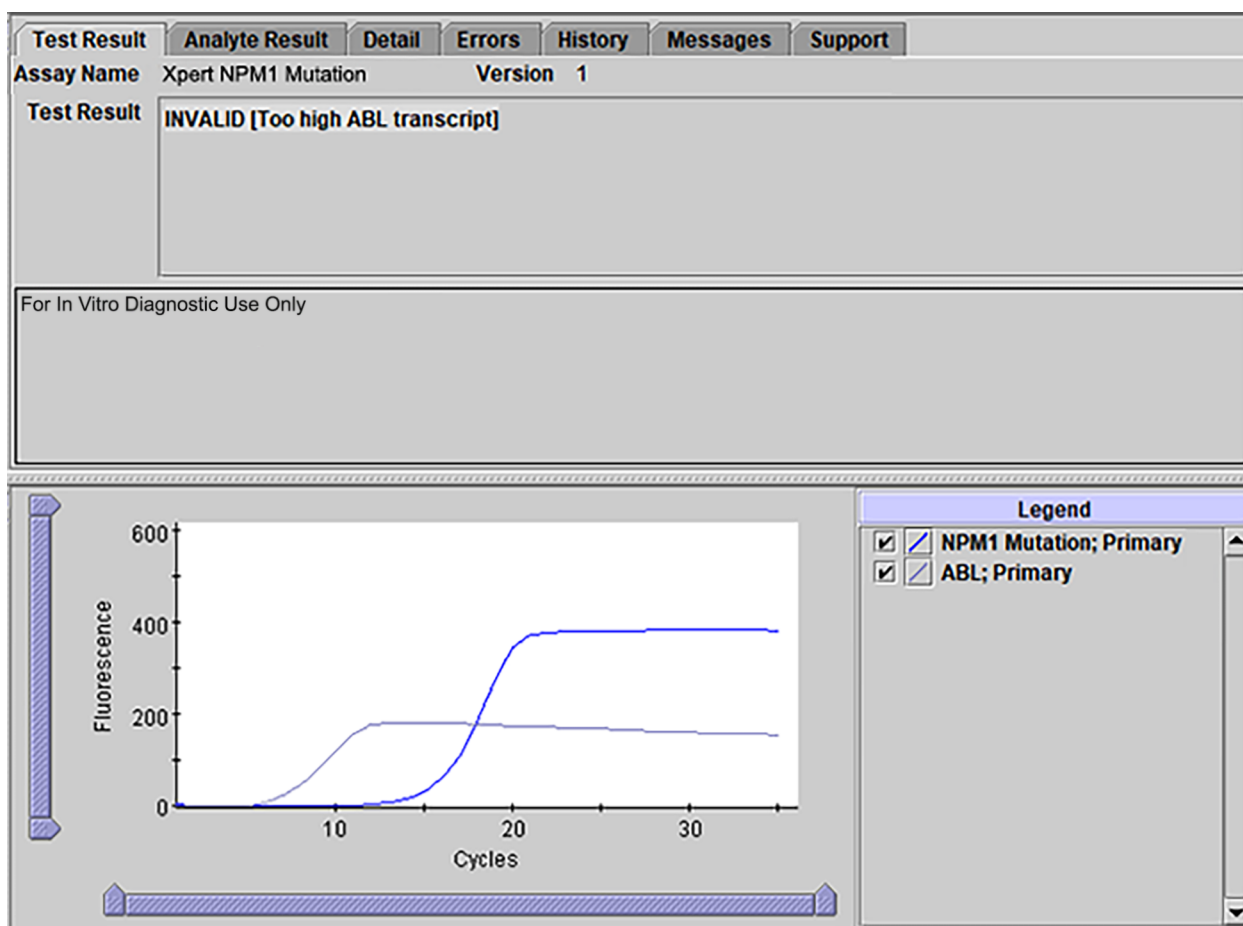 Test Result Analyte Result Detail Errors History Messages Support
Assay Name Xpert NPM1 Mutation Version 1
Test Result INVALID [Too high ABL transcript]
For In Vitro Diagnostic Use Only
Legend
NPM1 Mutation; Primary
ABL; Primary
600
400
200
0
Fluorescence
10 20 30
Cycles